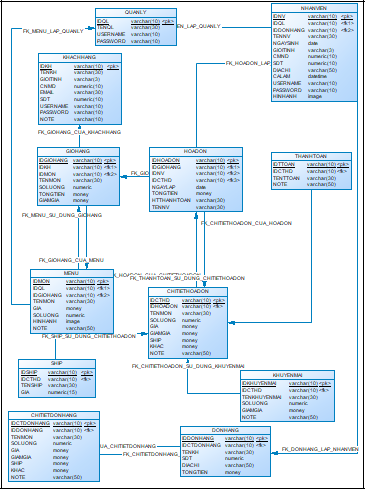 QUANLY
IDQL varchar(10) <pk>
TENQL varchar(30)
USERNAME varchar(10)
PASSWORD varchar(10)
FK_MENU_LAP_QUANLY
EN_LAP_QUANLY
NHANVIEN
IDNV varchar(10) <pk>
IDQL varchar(10) <fk1>
IDDONHANG varchar(10) <fk2>
TENNV varchar(30)
NGAYSINH date
GIOITINH varchar(3)
CMND numeric(10)
SDT numeric(10)
DIACHI varchar(50)
CALAM datetime
USERNAME varchar(10)
PASSWORD varchar(10)
HINHANH image
FK_HOADON_LAP
KHACHHANG
IDKH varchar(10) <pk>
TENKH varchar(30)
GIOITINH varchar(3)
CNMD numeric(10)
EMAIL varchar(30)
SDT numeric(10)
USERNAME varchar(10)
PASSWORD varchar(10)
NOTE varchar(10)
FK_GIOHANG_CUA_KHACHHANG
GIOHANG
IDGIOHANG varchar(10) <pk>
IDKH varchar(10) <fk1>
IDMON varchar(10) <fk2>
TENMON varchar(30)
SOLUONG numeric
TONGTIEN money
GIAMGIA money
FK_GIO
HOADON
IDHOADON varchar(10) <pk>
IDGIOHANG varchar(10) <fk1>
IDNV varchar(10) <fk2>
IDCTHD varchar(10) <fk3>
NGAYLAP date
TONGTIEN money
HTTHANHTOAN varchar(30)
TENNV varchar(30)
THANHTOAN
IDTTOAN varchar(10) <pk>
IDCTHD varchar(10) <fk>
TENTTOAN varchar(30)
NOTE varchar(50)
FK_MENU_SU_DUNG_GIOHANG
FK_CHITIETHOADON_CUA_HOADON
FK_GIOHANG_CUA_MENU
MENU
IDMON varchar(10) <pk>
IDQL varchar(10) <fk1>
IDGIOHANG varchar(10) <fk2>
TENMON varchar(30)
GIA money
SOLUONG numeric
HINHANH image
NOTE varchar(50)
FK_THANHTOAN_SU_DUNG_CHITIETHOADON
CHITIETHOADON
IDCTHD varchar(10) <pk>
IDHOADON varchar(10) <fk>
TENMON varchar(30)
SOLUONG numeric
GIA money
GIAMGIA money
SHIP money
KHAC money
NOTE varchar(50)
FK_SHIP_SU_DUNG_CHITIETHOADON
FK_CHITIETHOADON_SU_DUNG_KHUYENMAI
SHIP
IDSHIP varchar(10) <pk>
IDCTHD varchar(10) <fk>
TENSHIP varchar(30)
GIA numeric(15)
KHUYENMAI
IDKHUYENMAI varchar(10) <pk>
IDCTHD varchar(10) <fk>
TENKHUYENMAI varchar(30)
SOLUONG numeric
GIAMGIA money
NOTE varchar(50)
CHITIETDONHANG
IDCTDONHANG varchar(10) <pk>
IDDONHANG varchar(10) <fk>
TENMON varchar(30)
SOLUONG numeric
GIA money
GIAMGIA money
SHIP money
KHAC money
NOTE varchar(50)
UA_CHITIETDONHANG
FK_CHITIETDONHANG_
DONHANG
IDDONHANG varchar(10) <pk>
IDCTDONHANG varchar(10) <fk>
TENKH varchar(30)
SDT numeric
DIACHI varchar(50)
TONGTIEN money
FK_DONHANG_LAP_NHANVIEN